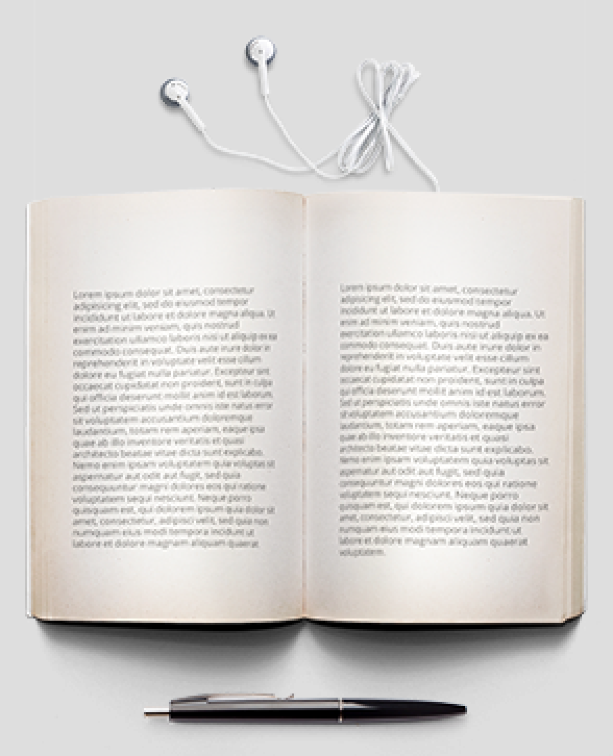 Lorem ipsum dolor sit amet, consectetur
adipisicing elit, sed do eiusmod tempor
incididunt ut labore et dolore magna aliqua. Ut
enim ad minim veniam, quis nostrud
exercitation ullamco laboris nisi ut aliquip ex ea
commodo consequat. Duis aute irure dolor in
reprehenderit in voluptate velit esse cillum
dolore eu fugiat nulla pariatur. Excepteur sint
occaecat cupidatat non proident, sunt in culpa
qui officia deserunt mollit anim id est laborum.
Sed ut perspiciatis unde omnis iste natus error
sit voluptatem accusantium doloremque
laudantium, totam rem aperiam, eaque ipsa
quae ab illo inventore veritatis et quasi
architecto beatae vitae dicta sunt explicabo.
Nemo enim ipsam voluptatem quia voluptas sit
aspernatur aut odit aut fugit, sed quia
consequuntur magni dolores eos qui ratione
voluptatem sequi nesciunt. Neque porro
quisquam est, qui dolorem ipsum quia dolor sit
amet, consectetur, adipisci velit, sed quia non
numquam eius modi tempora incidunt ut
labore et dolore magnam aliquam quaerat
Lorem ipsum dolor sit amet, consectetur
adipisicing elit, sed do eiusmod tempor
incididunt ut labore et dolore magna aliqua. Ut
enim ad minim veniam, quis nostrud
exercitation ullamco laboris nisi ut aliquip ex ea
commodo consequat. Duis aute irure dolor in
reprehenderit in voluptate velit esse cillum
dolore eu fugiat nulla pariatur. Excepteur sint
occaecat cupidatat non proident, sunt in culpa
qui officia deserunt mollit anim id est laborum.
Sed ut perspiciatis unde omnis iste natus error
sit voluptatem accusantium doloremque
laudantium, totam rem aperiam, eaque ipsa
quae ab illo inventore veritatis et quasi
architecto beatae vitae dicta sunt explicabo.
Nemo enim ipsam voluptatem quia voluptas sit
aspernatur aut odit aut fugit, sed quia
consequuntur magni dolores eos qui ratione
voluptatem sequi nesciunt. Neque porro
quisquam est, qui dolorem ipsum quia dolor sit
amet, consectetur, adipisci velit, sed quia non
numquam eius modi tempora incidunt ut
labore et dolore magnam aliquam quaerat
voluptatem.